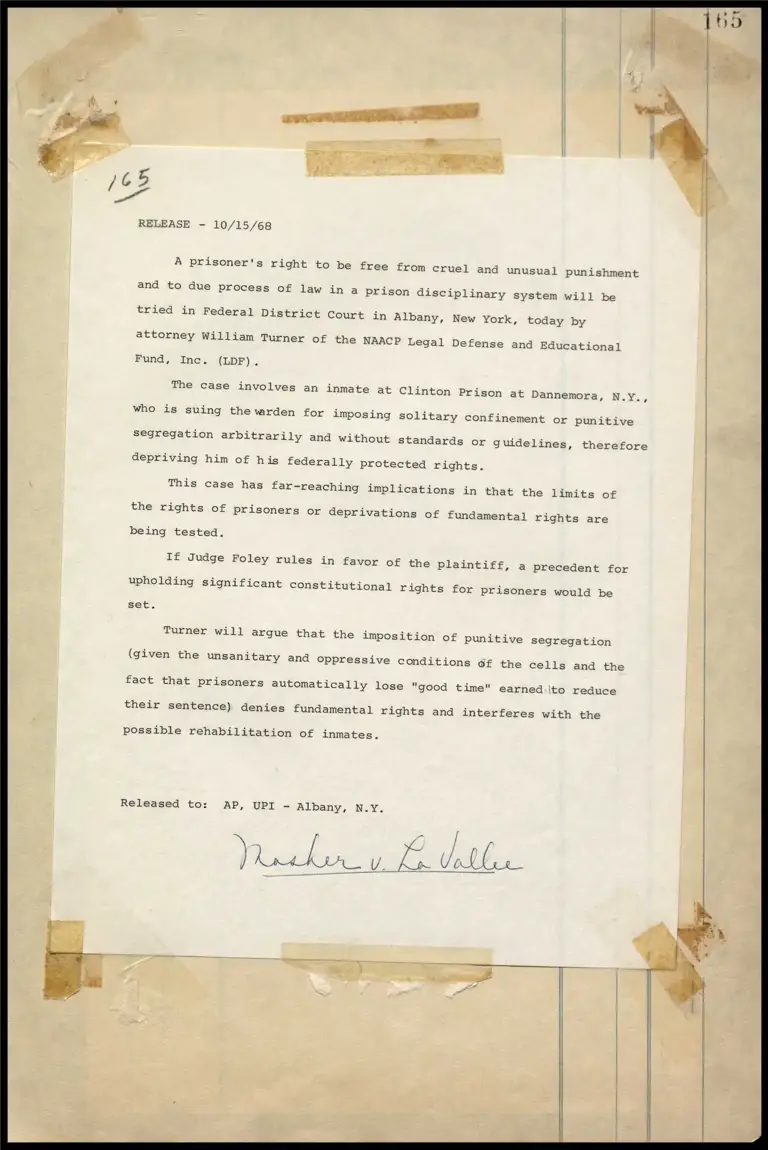 165
165
RELEASE - 10/15/68
A prisoner's right to be free from cruel and unusual punishment
and to due process of law in a prison disciplinary system will be
tried in Federal District Court in Albany, New York, today by
attorney William Turner of the NAACP Legal Defense and Educational
Fund, Inc. (LDF).
The case involves an inmate at Clinton Prison at Dannemora, N.Y.,
who is suing the warden for imposing solitary confinement or punitive
segregation arbitrarily and without standards or guidelines, therefore
depriving him of his federally protected rights.
This case has far-reaching implications in that the limits of
the rights of prisoners or deprivations of fundamental rights are
being tested.
If Judge Foley rules in favor of the plaintiff, a precedent for
upholding significant constitutional rights for prisoners would be
set.
Turner will argue that the imposition of punitive segregation
(given the unsanitary and oppressive conditions of the cells and the
fact that prisoners automatically lose "good time" earned to reduce
their sentence) denies fundamental rights and interferes with the
possible rehabilitation of inmates.
Released to: AP, UPI - Albany, N.Y.
Mosher v. La Vallee